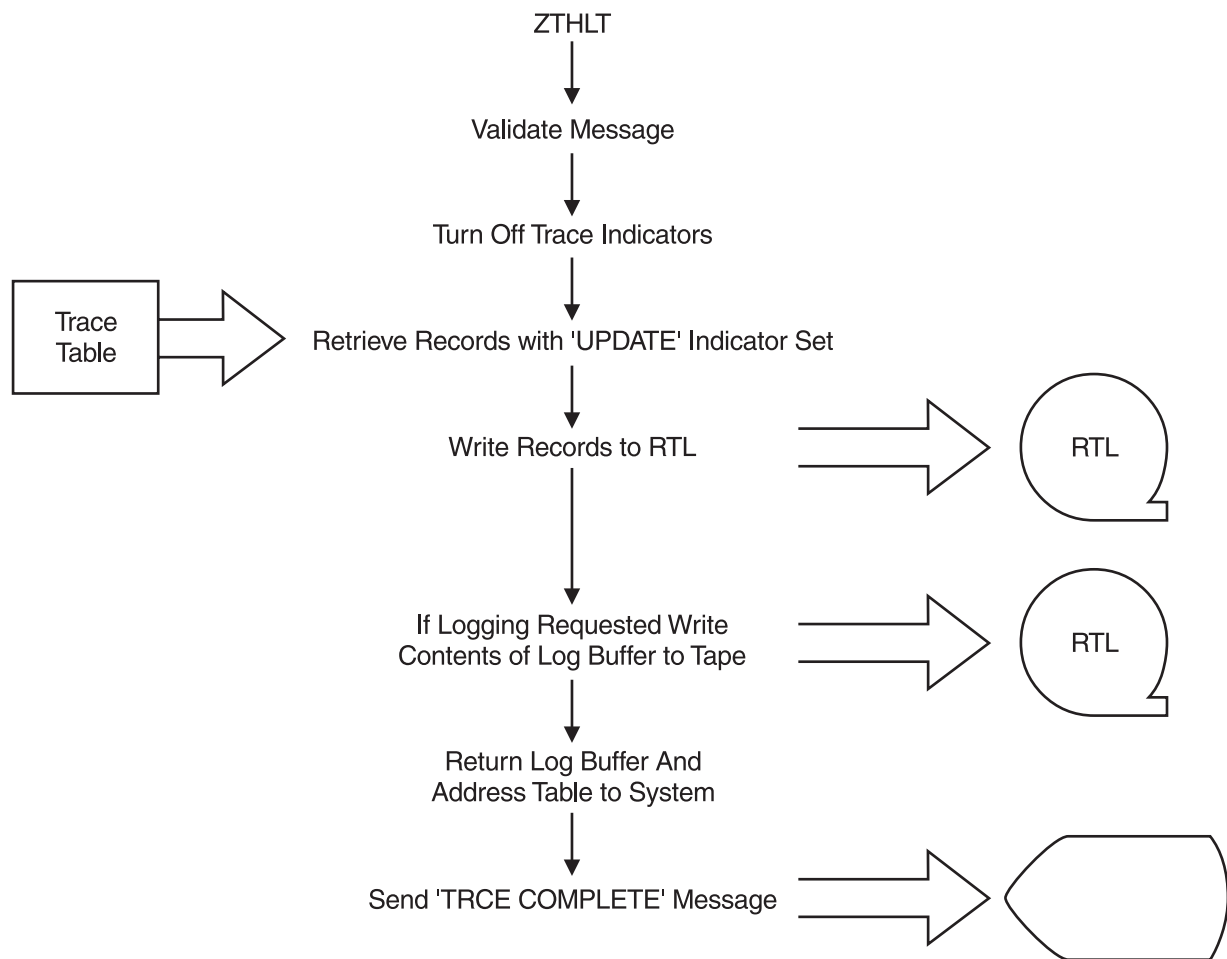 ZTHLT
Validate Message
Turn Off Trace Indicators
Trace
Table
Retrieve Records with 'UPDATE' Indicator Set
Write Records to RTL
RTL
If Logging Requested Write
Contents of Log Buffer to Tape
RTL
Return Log Buffer And
Address Table to System
Send 'TRCE COMPLETE' Message